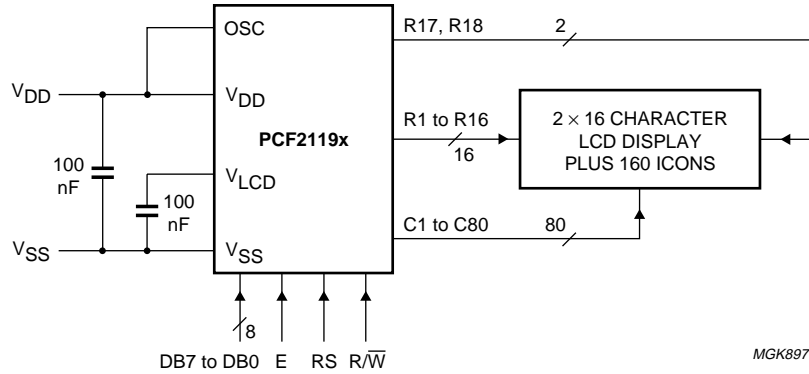 OSC
R17, R18
2
VDD
VDD
R1 to R16
16
2 × 16 CHARACTER
LCD DISPLAY
PLUS 160 ICONS
PCF2119x
100
nF
VLCD
100
nF
C1 to C80
80
VSS
VSS
8
DB7 to DB0
E
RS
R/W̅
MGK897